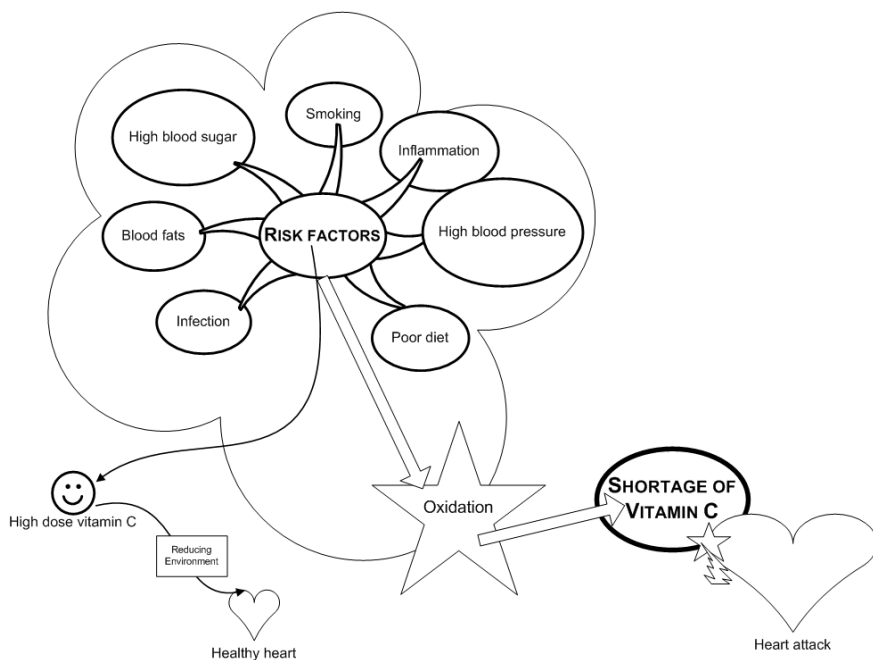 Smoking
High blood sugar
Inflammation
Blood fats
RISK FACTORS
High blood pressure
Infection
Poor diet
Oxidation
SHORTAGE OF
VITAMIN C
High dose vitamin C
Reducing
Environment
Healthy heart
Heart attack